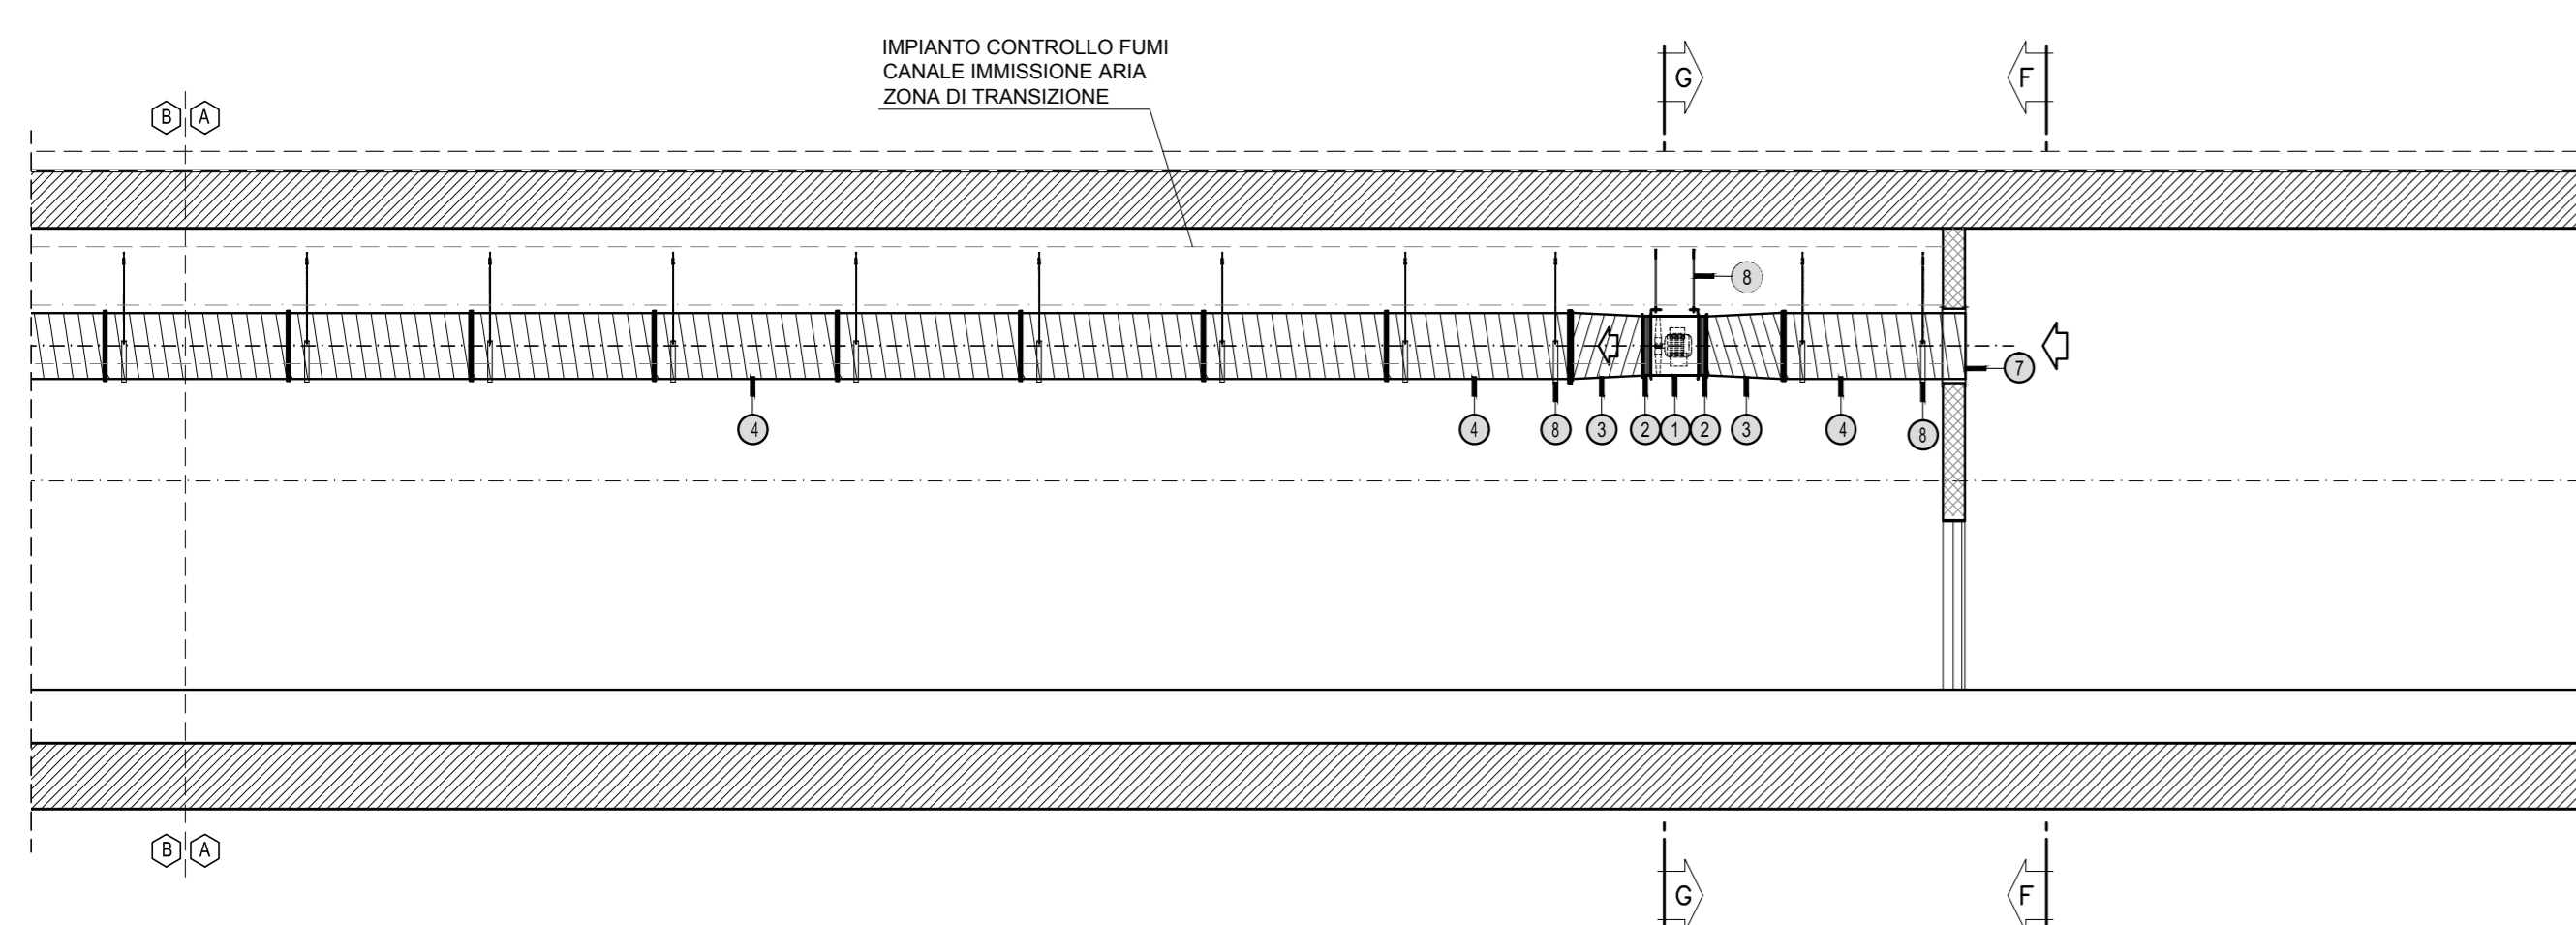 IMPIANTO CONTROLLO FUMI
CANALE IMMISSIONE ARIA
ZONA DI TRANSIZIONE
G
F
B A
8
7
4
4
8
3
2
1
2
3
4
8
B A
G
F